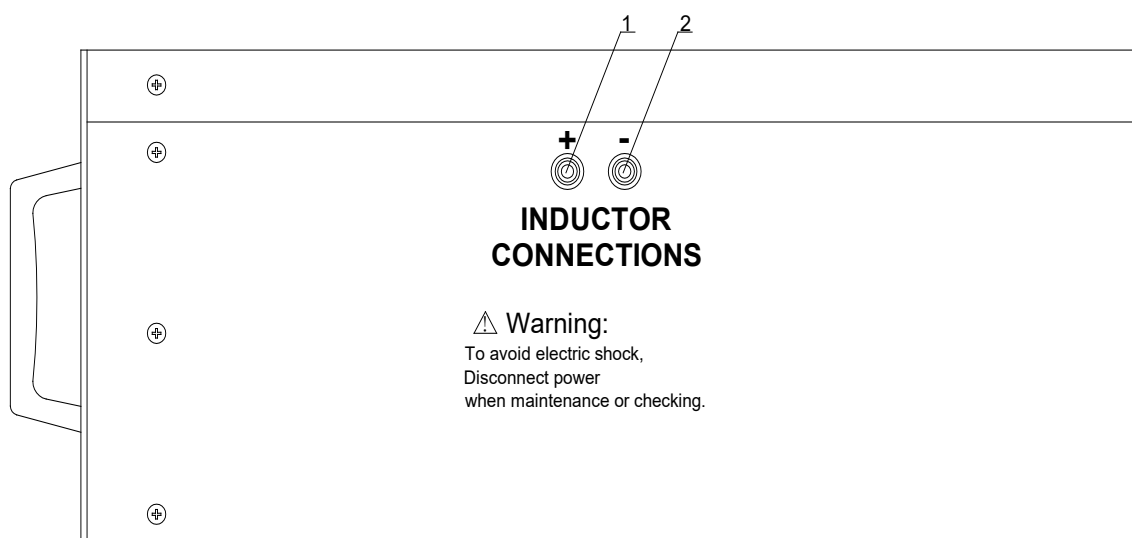 1 2
+ -
INDUCTOR
CONNECTIONS
⚠ Warning:
To avoid electric shock,
Disconnect power
when maintenance or checking.